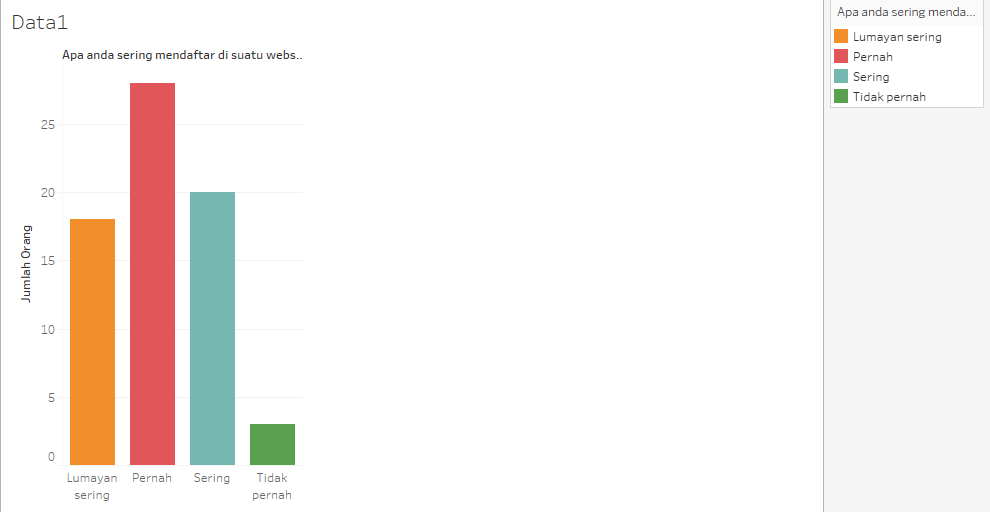 Data1
Apa anda sering mendaftar di suatu webs..
Jumlah Orang
25
20
15
10
5
0
Lumayan
sering
Pernah
Sering
Tidak
pernah
Apa anda sering menda...
Lumayan sering
Pernah
Sering
Tidak pernah